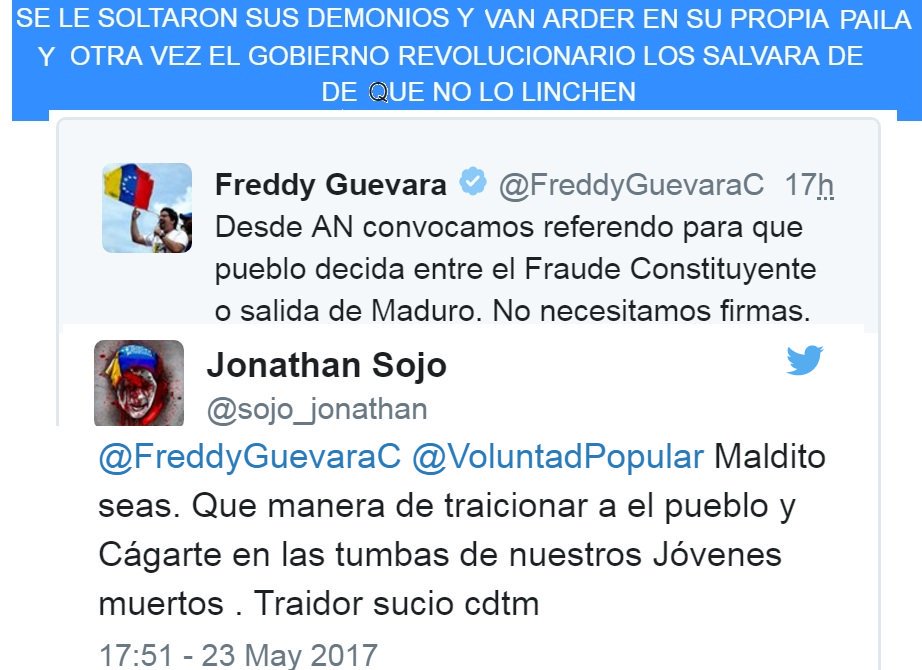 SE LE SOLTARON SUS DEMONIOS Y VAN ARDER EN SU PROPIA PAILA
Y OTRA VEZ EL GOBIERNO REVOLUCIONARIO LOS SALVARA DE
DE QUE NO LO LINCHEN
Freddy Guevara @FreddyGuevaraC 17h
Desde AN convocamos referendo para que
pueblo decida entre el Fraude Constituyente
o salida de Maduro. No necesitamos firmas.
Jonathan Sojo
@sojo_jonathan
@FreddyGuevaraC @VoluntadPopular Maldito
seas. Que manera de traicionar a el pueblo y
Cágarte en las tumbas de nuestros Jóvenes
muertos . Traidor sucio cdtm
17:51 - 23 May 2017